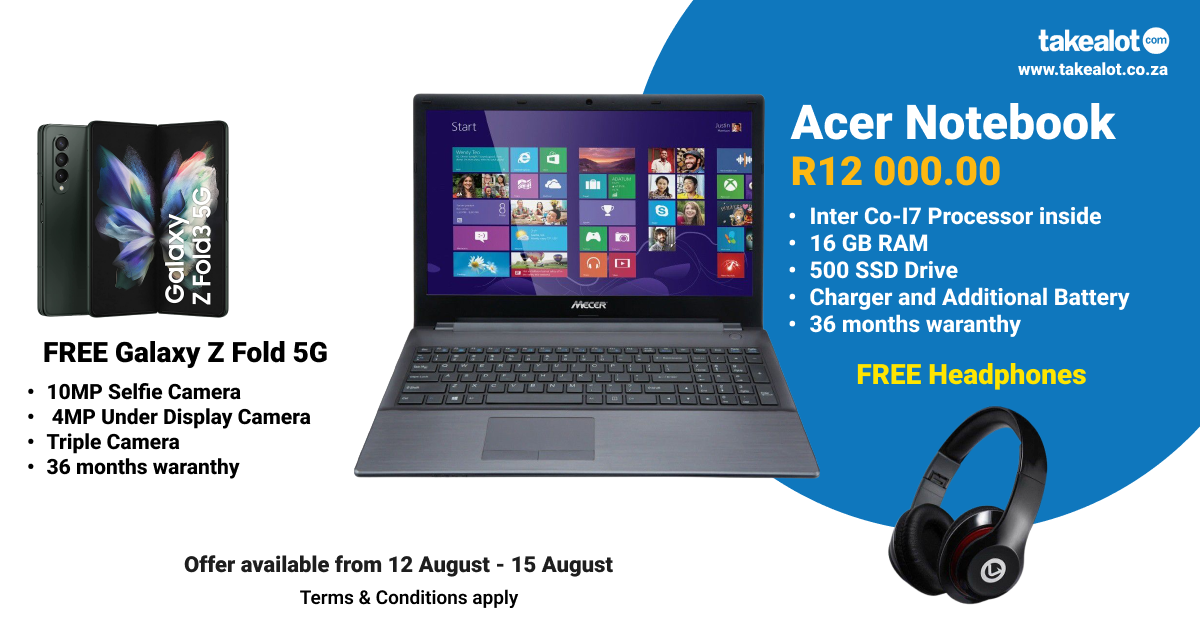 takealot com
www.takealot.co.za
Acer Notebook
R12 000.00
• Inter Co-I7 Processor inside
• 16 GB RAM
• 500 SSD Drive
• Charger and Additional Battery
• 36 months waranthy
FREE Headphones
Galaxy
Z Fold3 5G
FREE Galaxy Z Fold 5G
• 10MP Selfie Camera
• 4MP Under Display Camera
• Triple Camera
• 36 months waranthy
Start
Justin
MECER
Offer available from 12 August - 15 August
Terms & Conditions apply